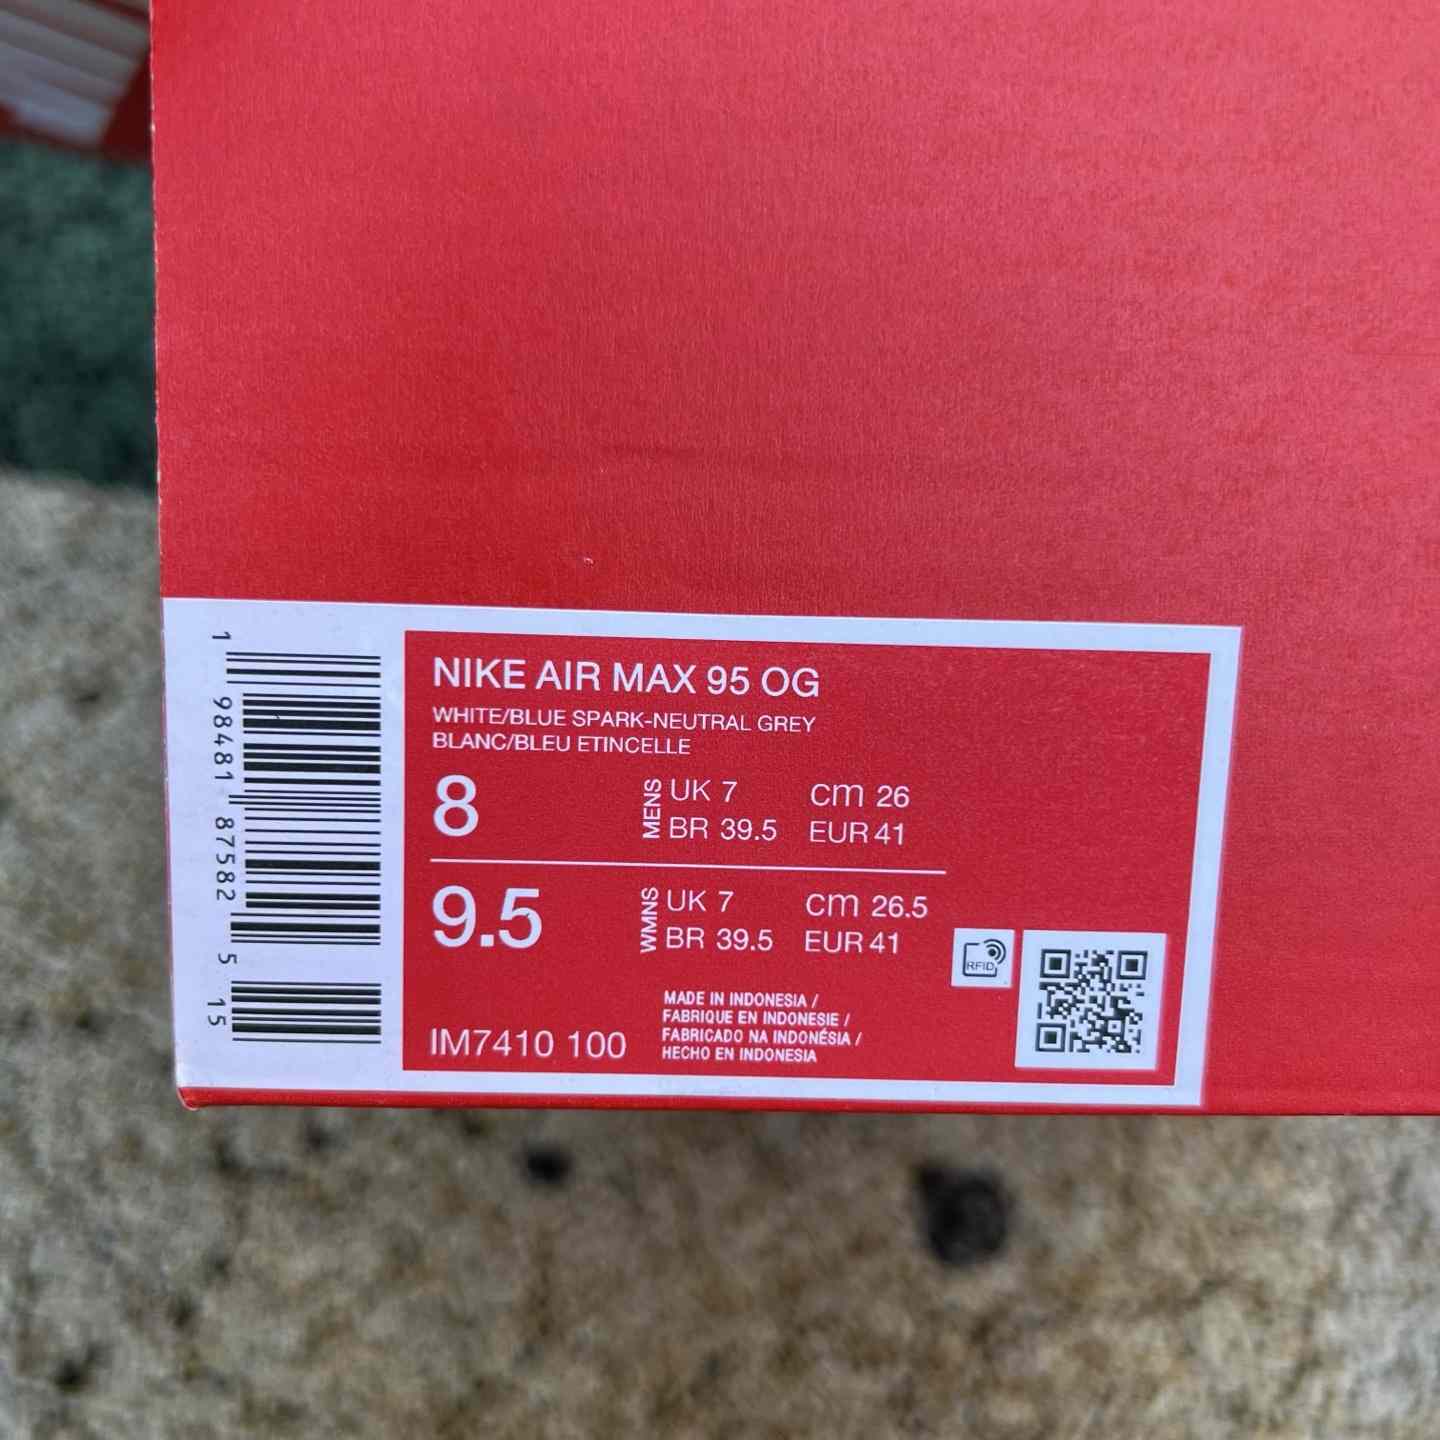 1 98481 87582 5 15
NIKE AIR MAX 95 OG
WHITE/BLUE SPARK-NEUTRAL GREY
BLANC/BLEU ETINCELLE
8 MENS UK 7 cm 26
BR 39.5 EUR 41
9.5 WMNS UK 7 cm 26.5
BR 39.5 EUR 41
RFID
MADE IN INDONESIA /
FABRIQUE EN INDONESIE /
FABRICADO NA INDONÉSIA /
HECHO EN INDONESIA
IM7410 100